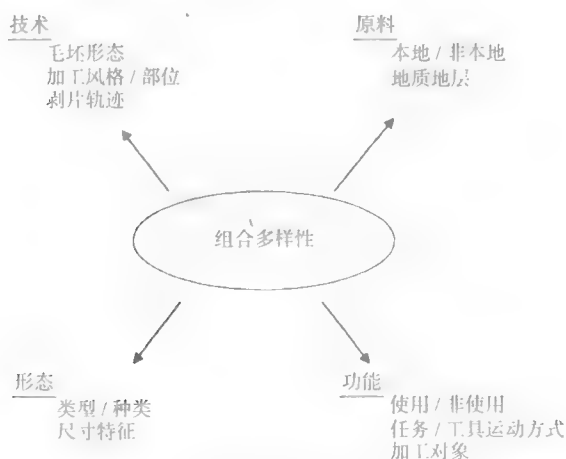 技术
毛坯形态
加工风格 / 部位
剥片轨迹
原料
本地 / 非本地
地质地层
组合多样性
形态
类型 / 种类
尺寸特征
功能
使用 / 非使用
任务 / 工具运动方式
加工对象